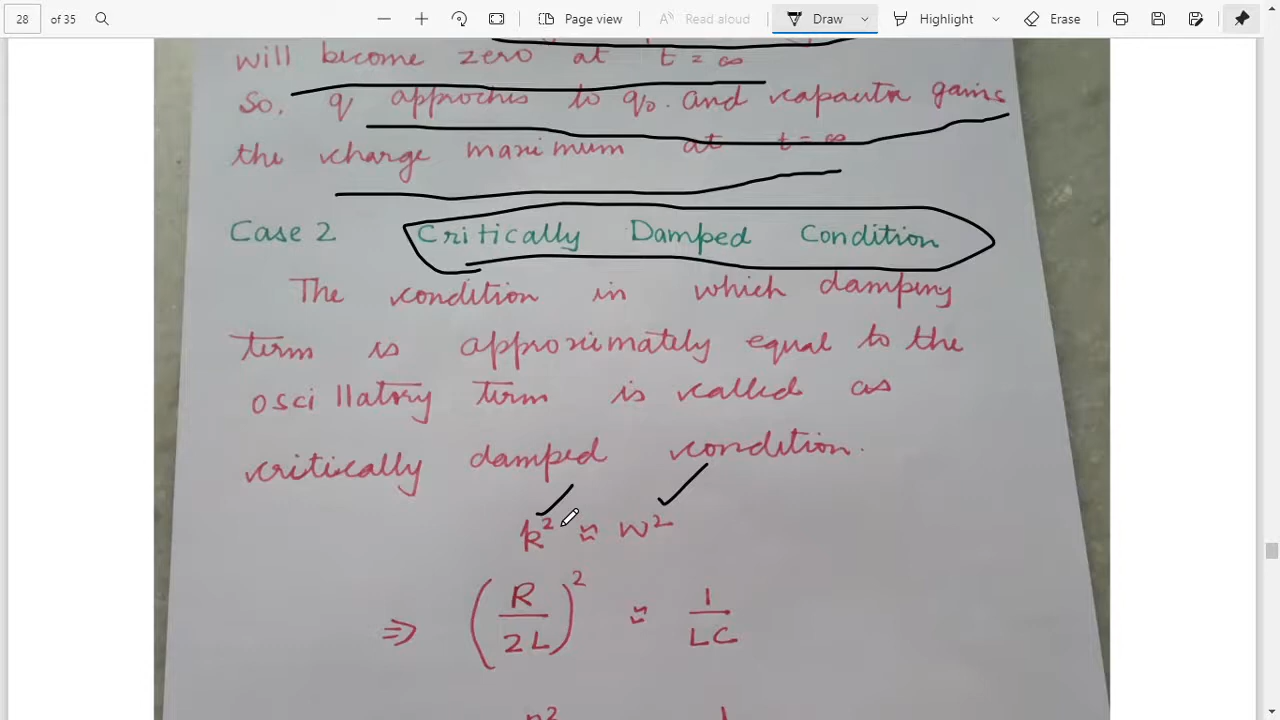 28 of 35 Page view Read aloud Draw Highlight Erase
will become zero at t = ∞
So, q approches to q₀. and capacitor gains
the charge maximum at t = ∞
Case 2 Critically Damped Condition
The condition in which damping
term is approximately equal to the
oscillatory term is called as
critically damped condition.
k² ≈ w²
⇒ (R/2L)² ≈ 1/LC